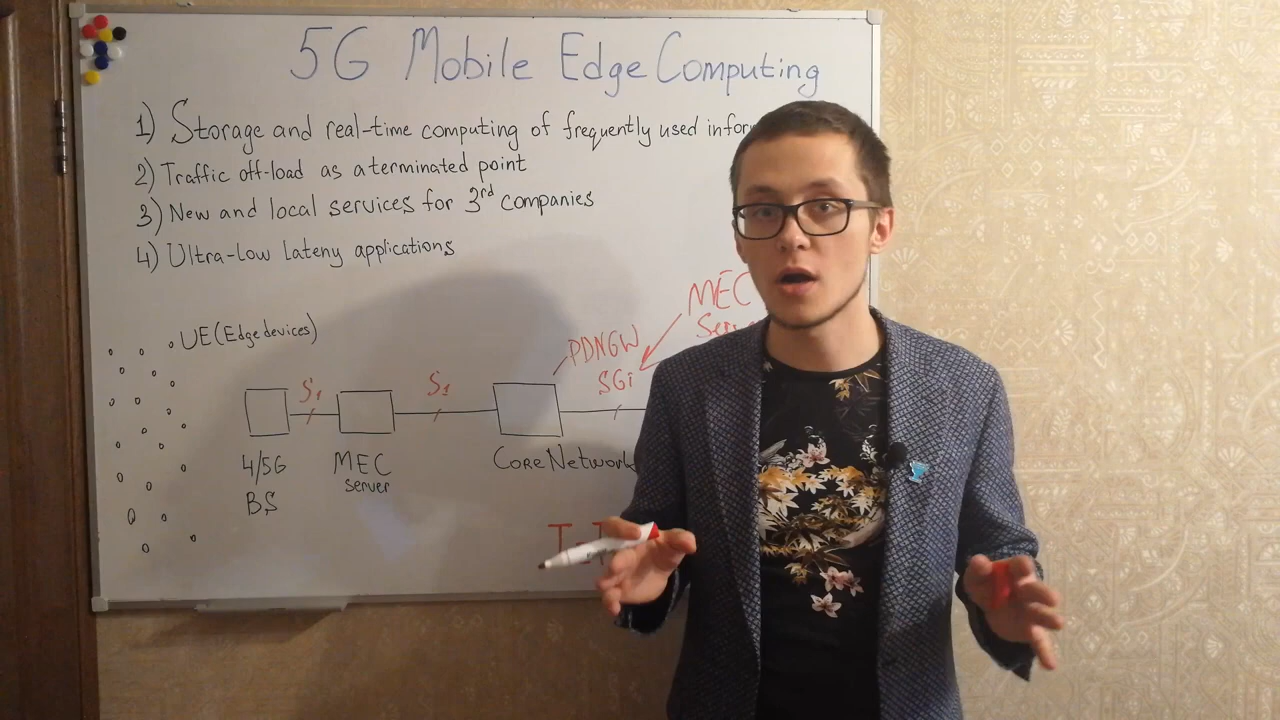 5G Mobile Edge Computing
1) Storage and real-time computing of frequently used infor
2) Traffic off-load as a terminated point
3) New and local services for 3rd companies
4) Ultra-low lateny applications
UE (Edge devices)
MEC
Serv
PDNGW
SGi
S1
S1
4/5G
BS
MEC
server
Core Network